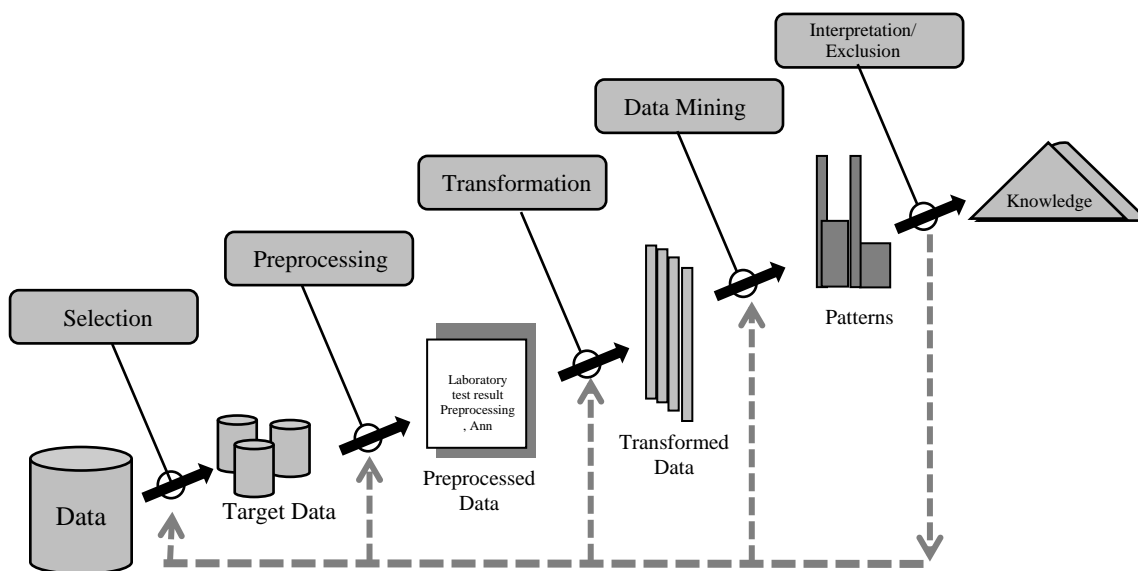 Interpretation/
Exclusion
Data Mining
Transformation
Preprocessing
Selection
Knowledge
Patterns
Laboratory
test result
Preprocessing
, Ann
Transformed
Data
Preprocessed
Data
Target Data
Data